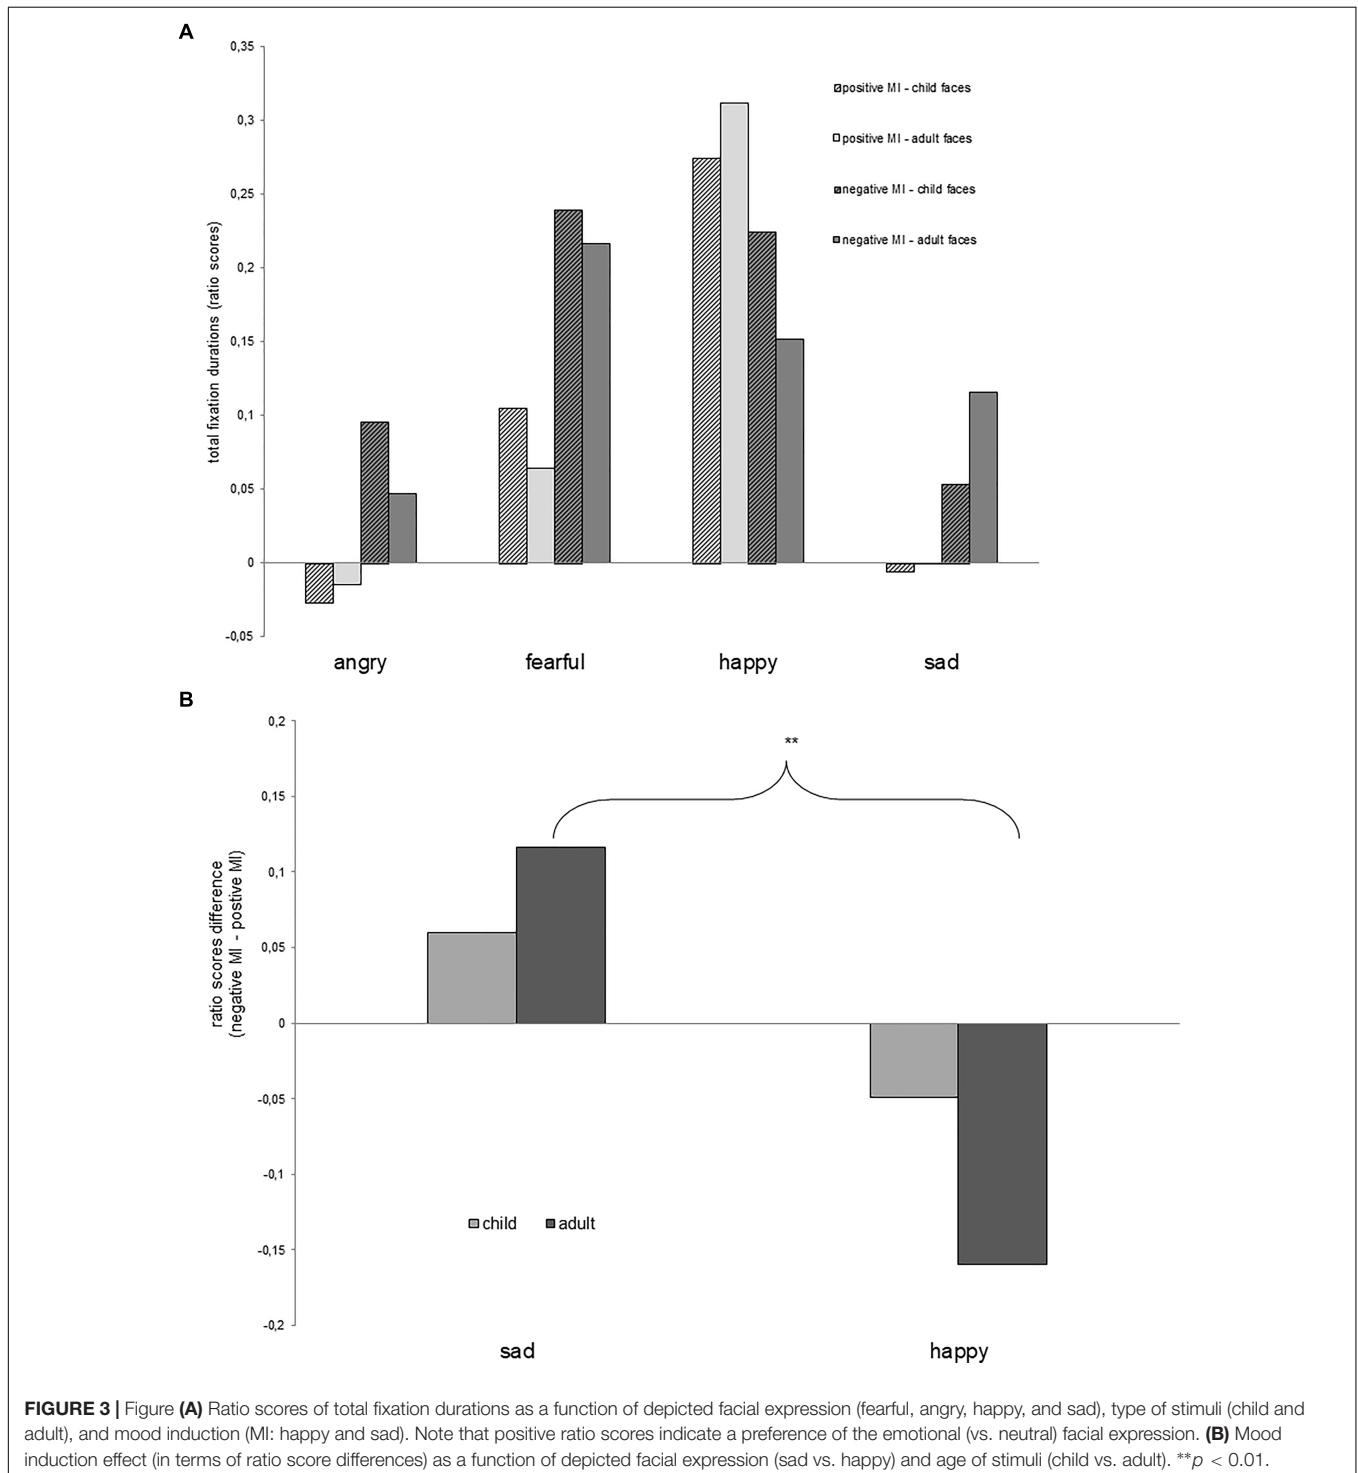 A
0,35
0,3
0,25
0,2
0,15
0,1
0,05
0
-0,05
total fixation durations (ratio scores)
positive MI - child faces
positive MI - adult faces
negative MI - child faces
negative MI - adult faces
angry fearful happy sad
B
0,2
0,15
0,1
0,05
0
-0,05
-0,1
-0,15
-0,2
ratio scores difference
(negative MI - postive MI)
**
child adult
sad happy
FIGURE 3 | Figure (A) Ratio scores of total fixation durations as a function of depicted facial expression (fearful, angry, happy, and sad), type of stimuli (child and
adult), and mood induction (MI: happy and sad). Note that positive ratio scores indicate a preference of the emotional (vs. neutral) facial expression. (B) Mood
induction effect (in terms of ratio score differences) as a function of depicted facial expression (sad vs. happy) and age of stimuli (child vs. adult). **p < 0.01.